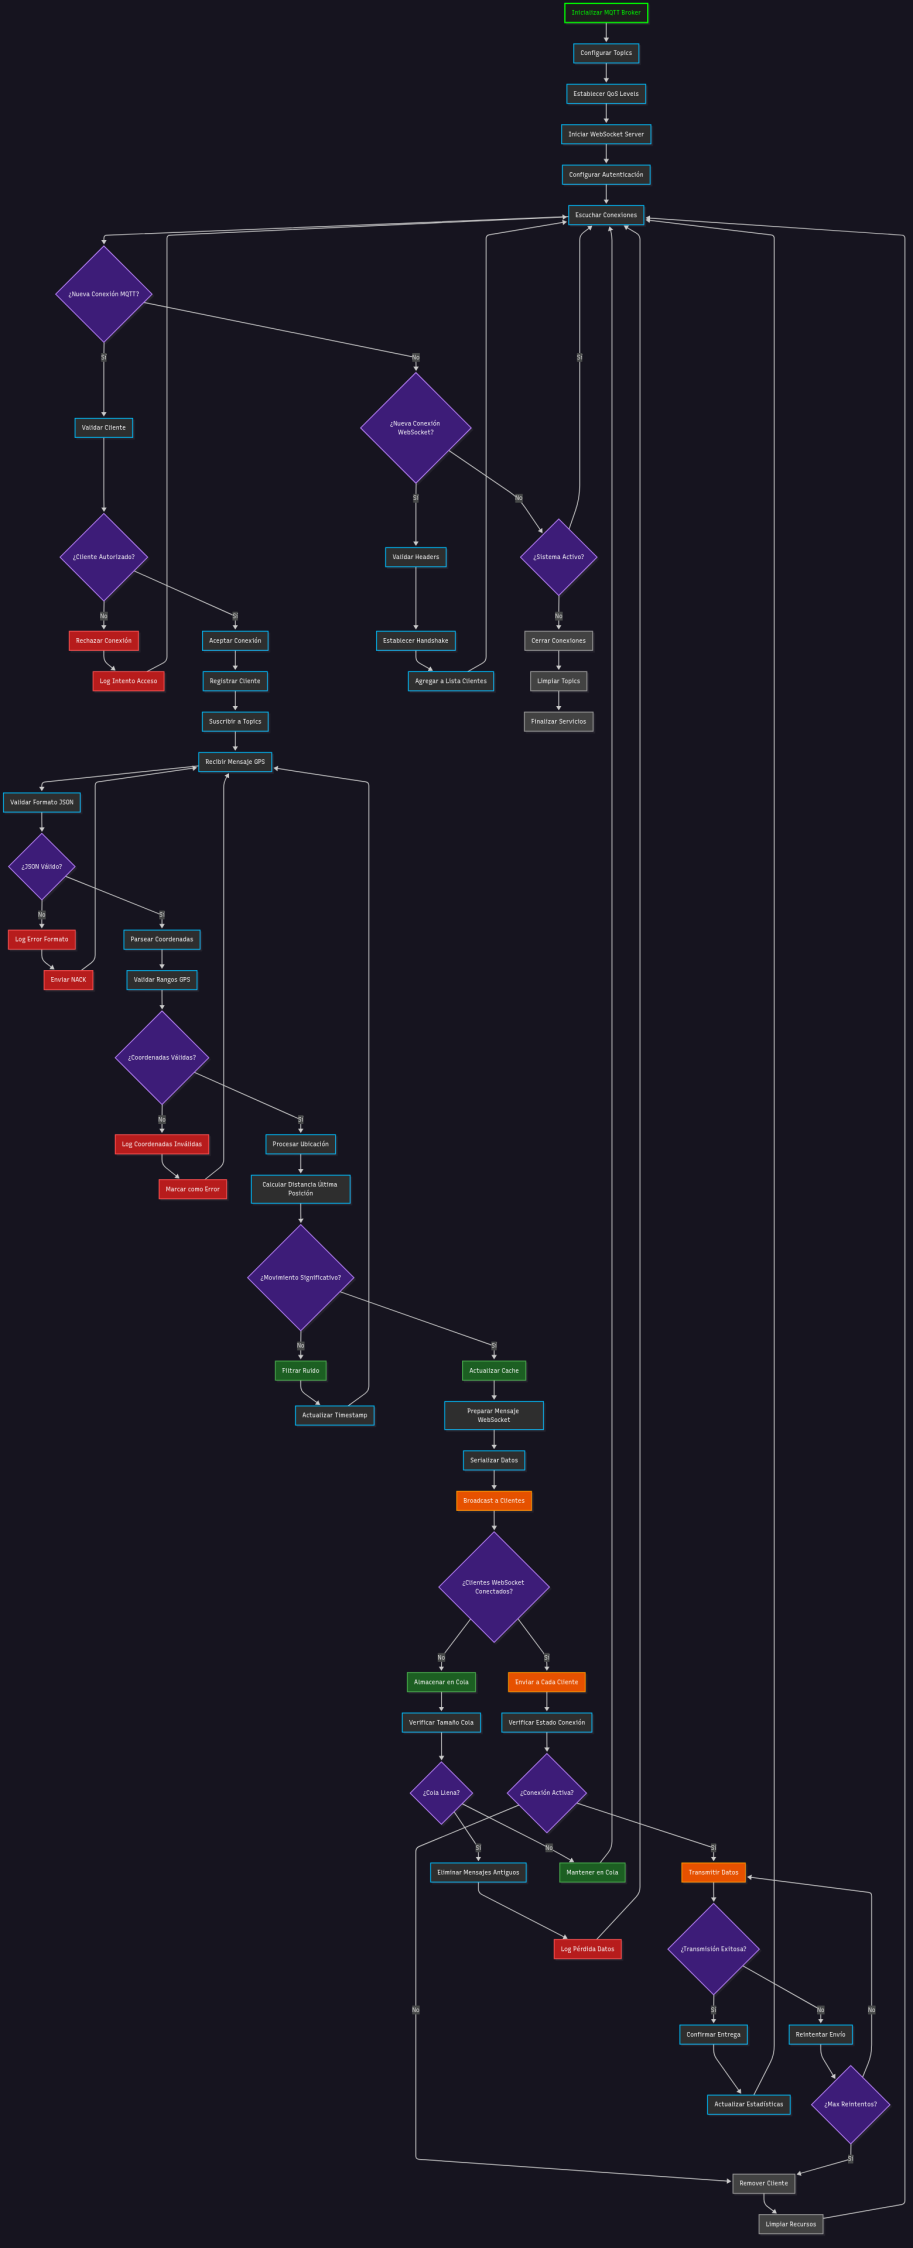 Inicializar MQTT Broker
Configurar Topics
Establecer QoS Levels
Iniciar WebSocket Server
Configurar Autenticación
Escuchar Conexiones
¿Nueva Conexión MQTT?
Sí
No
Sí
Validar Cliente
¿Nueva Conexión
WebSocket?
Sí
No
¿Cliente Autorizado?
Validar Headers
¿Sistema Activo?
No
Sí
No
Rechazar Conexión
Aceptar Conexión
Establecer Handshake
Cerrar Conexiones
Log Intento Acceso
Registrar Cliente
Agregar a Lista Clientes
Limpiar Topics
Suscribir a Topics
Finalizar Servicios
Recibir Mensaje GPS
Validar Formato JSON
¿JSON Válido?
No
Sí
Log Error Formato
Parsear Coordenadas
Enviar NACK
Validar Rangos GPS
¿Coordenadas Válidas?
No
Sí
Log Coordenadas Inválidas
Procesar Ubicación
Marcar como Error
Calcular Distancia Última
Posición
¿Movimiento Significativo?
No
Sí
Filtrar Ruido
Actualizar Cache
Actualizar Timestamp
Preparar Mensaje
WebSocket
Serializar Datos
Broadcast a Clientes
¿Clientes WebSocket
Conectados?
No
Sí
Almacenar en Cola
Enviar a Cada Cliente
Verificar Tamaño Cola
Verificar Estado Conexión
¿Cola Llena?
¿Conexión Activa?
Sí
No
Sí
Eliminar Mensajes Antiguos
Mantener en Cola
Transmitir Datos
Log Pérdida Datos
¿Transmisión Exitosa?
No
Sí
No
No
Confirmar Entrega
Reintentar Envío
Actualizar Estadísticas
¿Max Reintentos?
Sí
Remover Cliente
Limpiar Recursos